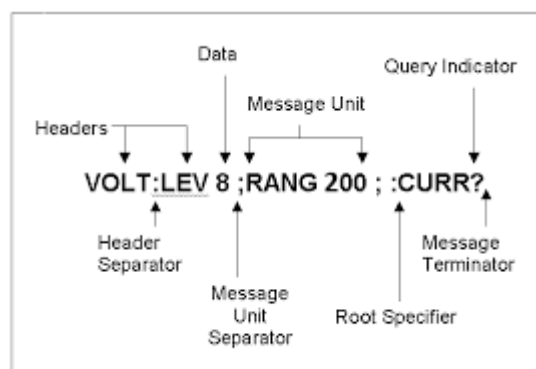 Data
Query Indicator
Message Unit
Headers
VOLT:LEV 8 ;RANG 200 ; :CURR?
Header
Separator
Message
Terminator
Message
Unit
Separator
Root Specifier